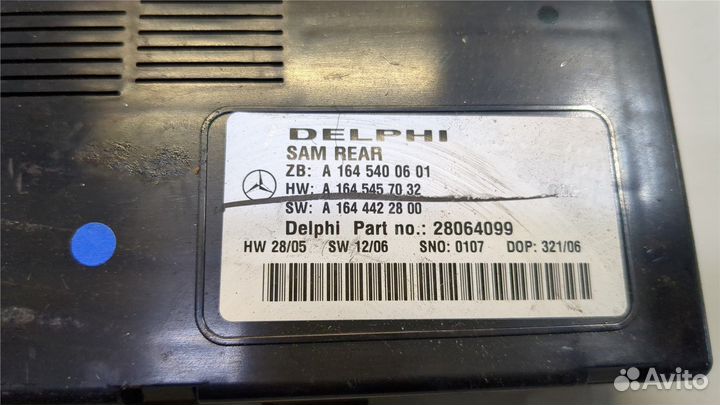 DELPHI
SAM REAR
ZB: A 164 540 06 01
HW: A 164 545 70 32
SW: A 164 442 28 00
Delphi Part no.: 28064099
HW 28/05 SW 12/06 SNO: 0107 DOP: 321/06
Avito